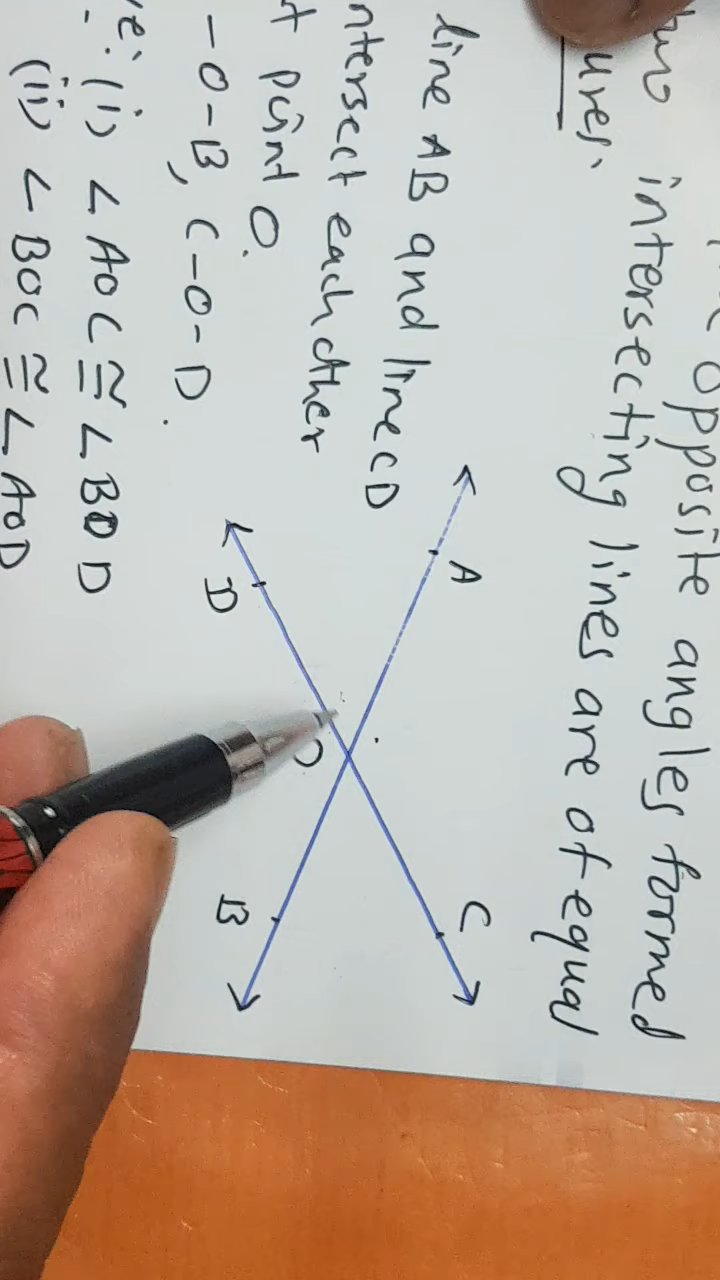 opposite angles formed
intersecting lines are of equal
ures.
line AB and line CD
ntersect each other
t point O.
-O-B, C-O-D.
e: (i) ∠AOC ≅ ∠BOD
(ii) ∠BOC ≅ ∠AOD
A
C
O
D
B